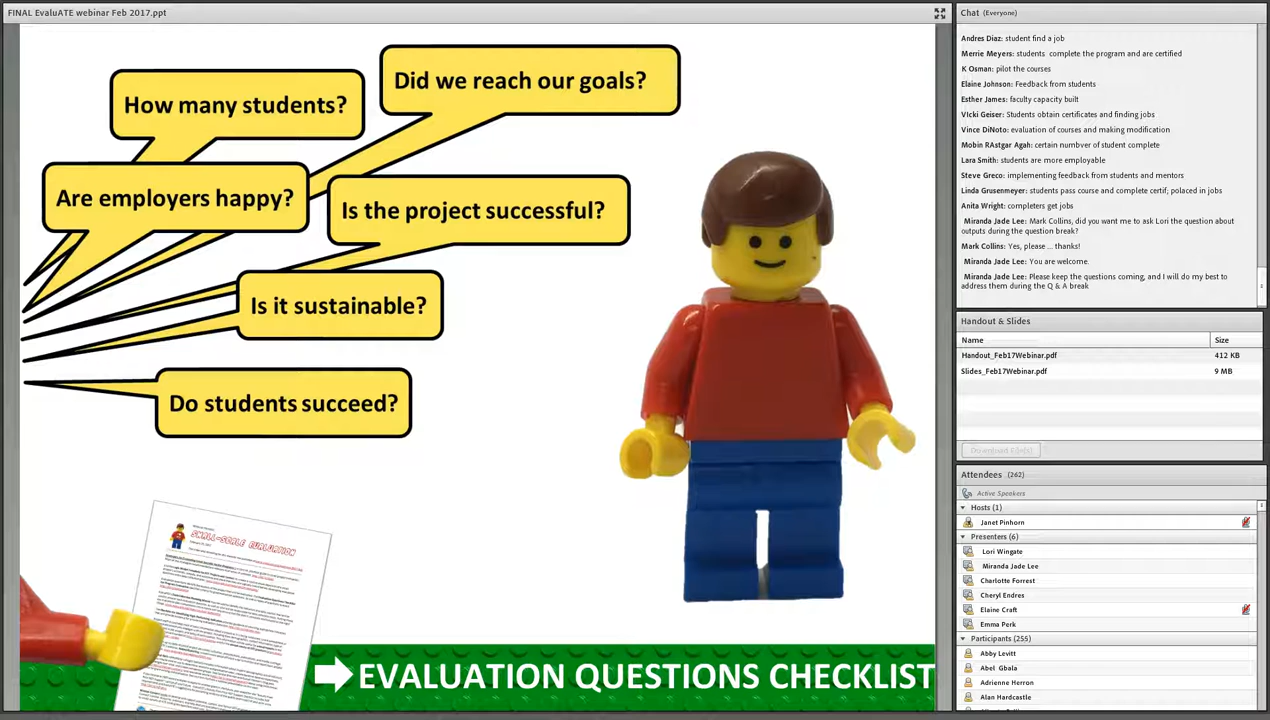 FINAL EvaluATE webinar Feb 2017.ppt
How many students?
Did we reach our goals?
Are employers happy?
Is the project successful?
Is it sustainable?
Do students succeed?
SMALL-SCALE EVALUATION
EVALUATION QUESTIONS CHECKLIST
Chat (Everyone)
Andres Diaz: student find a job
Merrie Meyers: students complete the program and are certified
K Osman: pilot the courses
Elaine Johnson: Feedback from students
Esther James: faculty capacity built
VIcki Geiser: Students obtain certificates and finding jobs
Vince DiNoto: evaluation of courses and making modification
Mobin RAstgar Agah: certain numvber of student complete
Lara Smith: students are more employable
Steve Greco: implementing feedback from students and mentors
Linda Grusenmeyer: students pass course and complete certif; polaced in jobs
Anita Wright: completers get jobs
Miranda Jade Lee: Mark Collins, did you want me to ask Lori the question about
outputs during the question break?
Mark Collins: Yes, please ... thanks!
Miranda Jade Lee: You are welcome.
Miranda Jade Lee: Please keep the questions coming, and I will do my best to
address them during the Q & A break
Handout & Slides
Name Size
Handout_Feb17Webinar.pdf 412 KB
Slides_Feb17Webinar.pdf 9 MB
Download File(s)
Attendees (262)
Active Speakers
Hosts (1)
Janet Pinhorn
Presenters (6)
Lori Wingate
Miranda Jade Lee
Charlotte Forrest
Cheryl Endres
Elaine Craft
Emma Perk
Participants (255)
Abby Levitt
Abel Gbala
Adrienne Herron
Alan Hardcastle